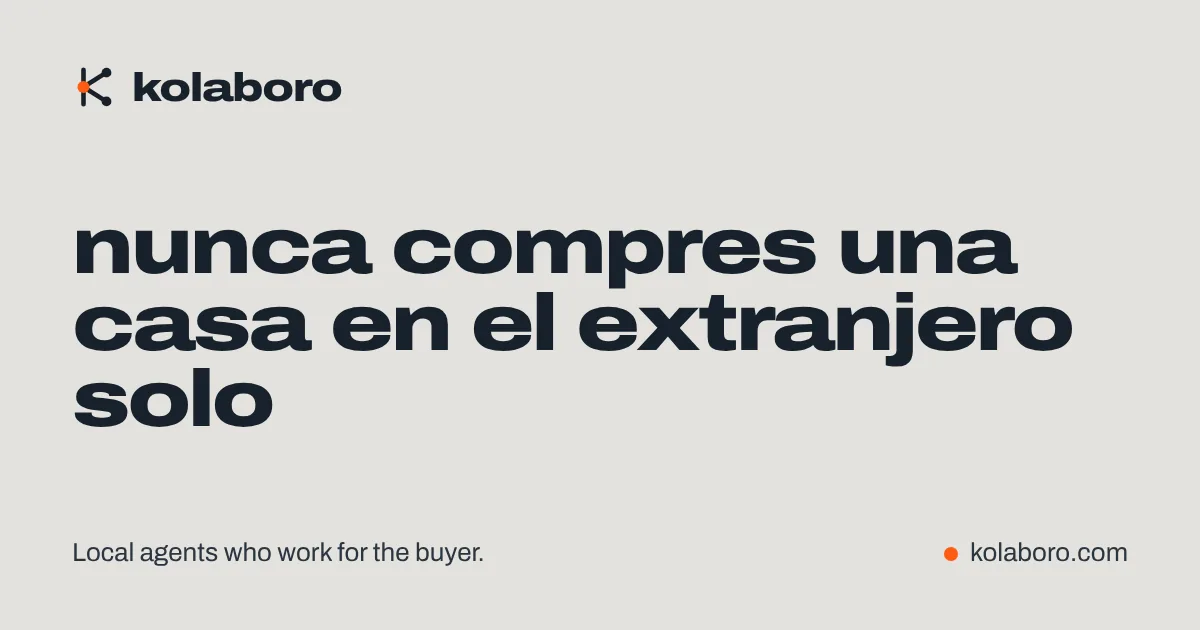 kolaboro
nunca compres una
casa en el extranjero
solo
Local agents who work for the buyer.
kolaboro.com